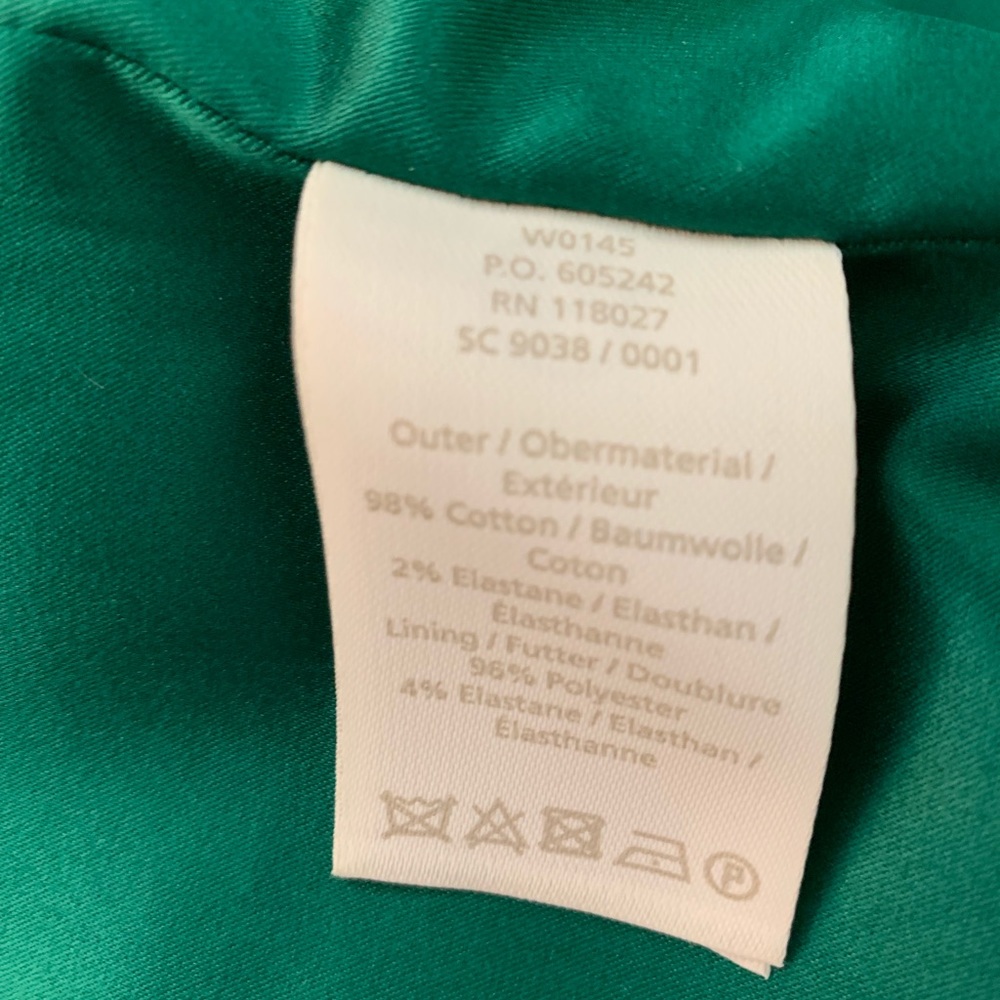 W0145
P.O. 605242
RN 118027
SC 9038 / 0001
Outer / Obermaterial /
Extérieur
98% Cotton / Baumwolle /
Coton
2% Elastane / Elasthan /
Élasthanne
Lining / Futter / Doublure
96% Polyester
4% Elastane / Elasthan /
Élasthanne
P